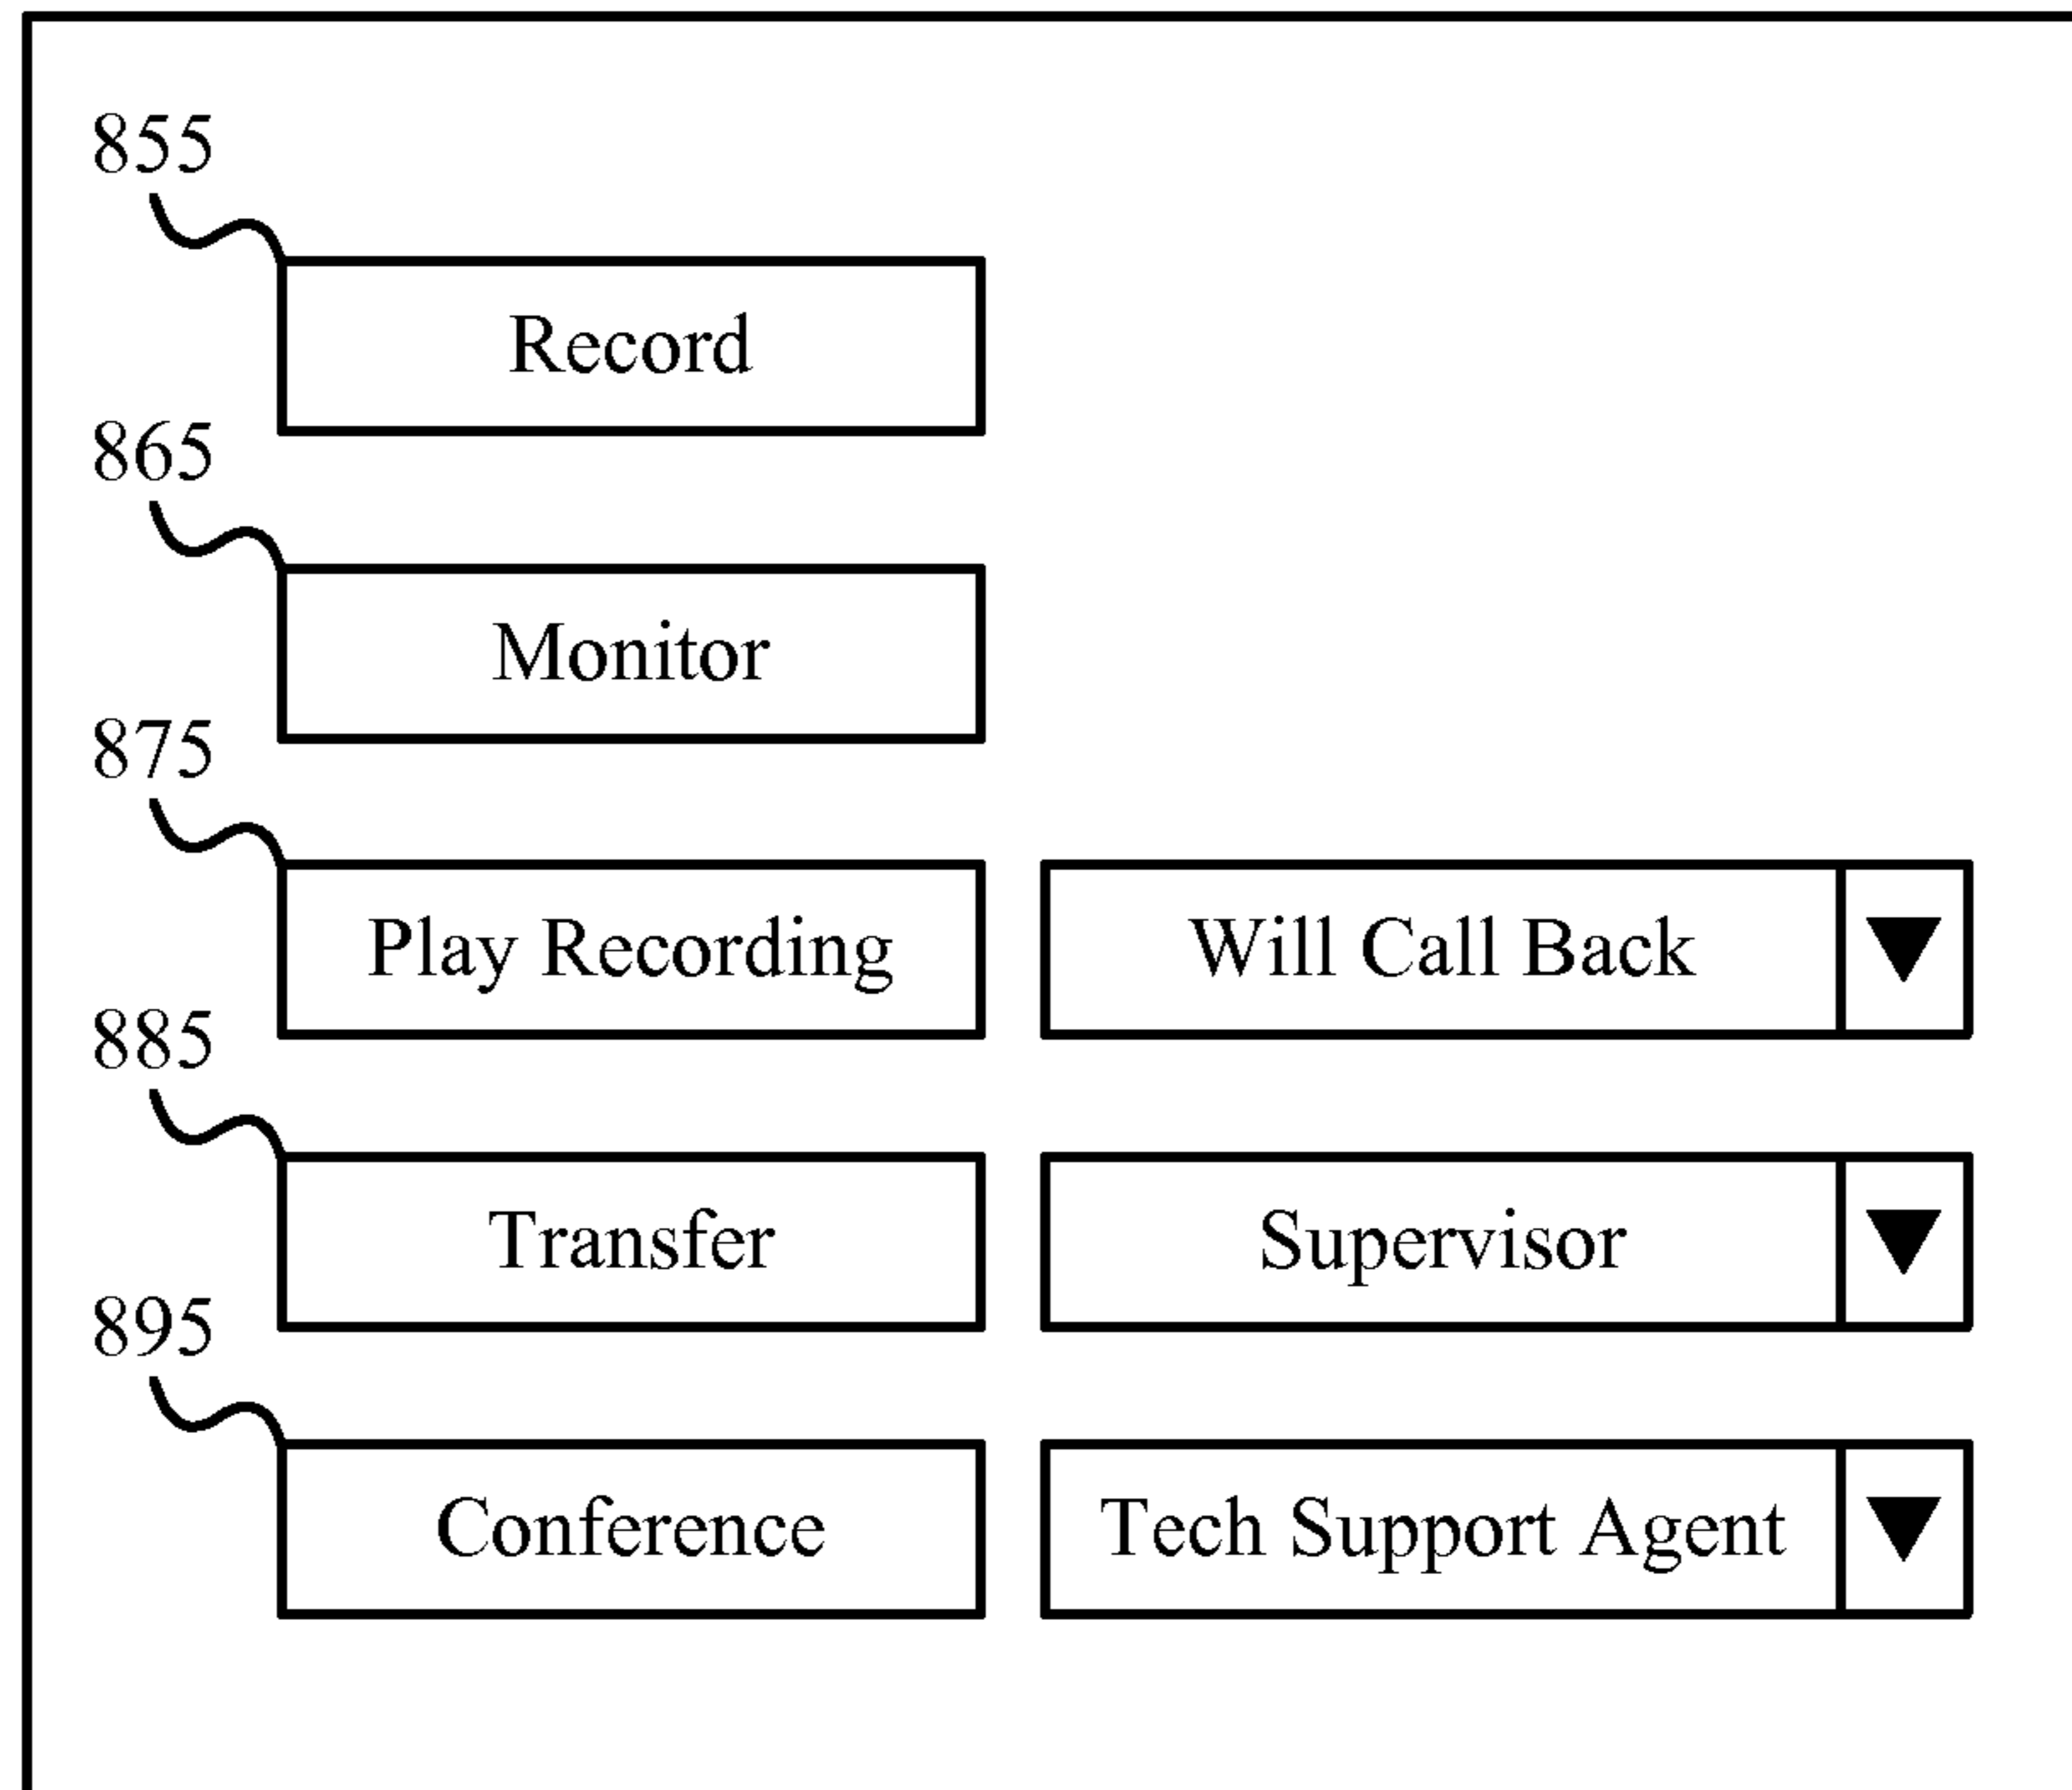 855
Record
865
Monitor
875
Play Recording Will Call Back
885
Transfer Supervisor
895
Conference Tech Support Agent